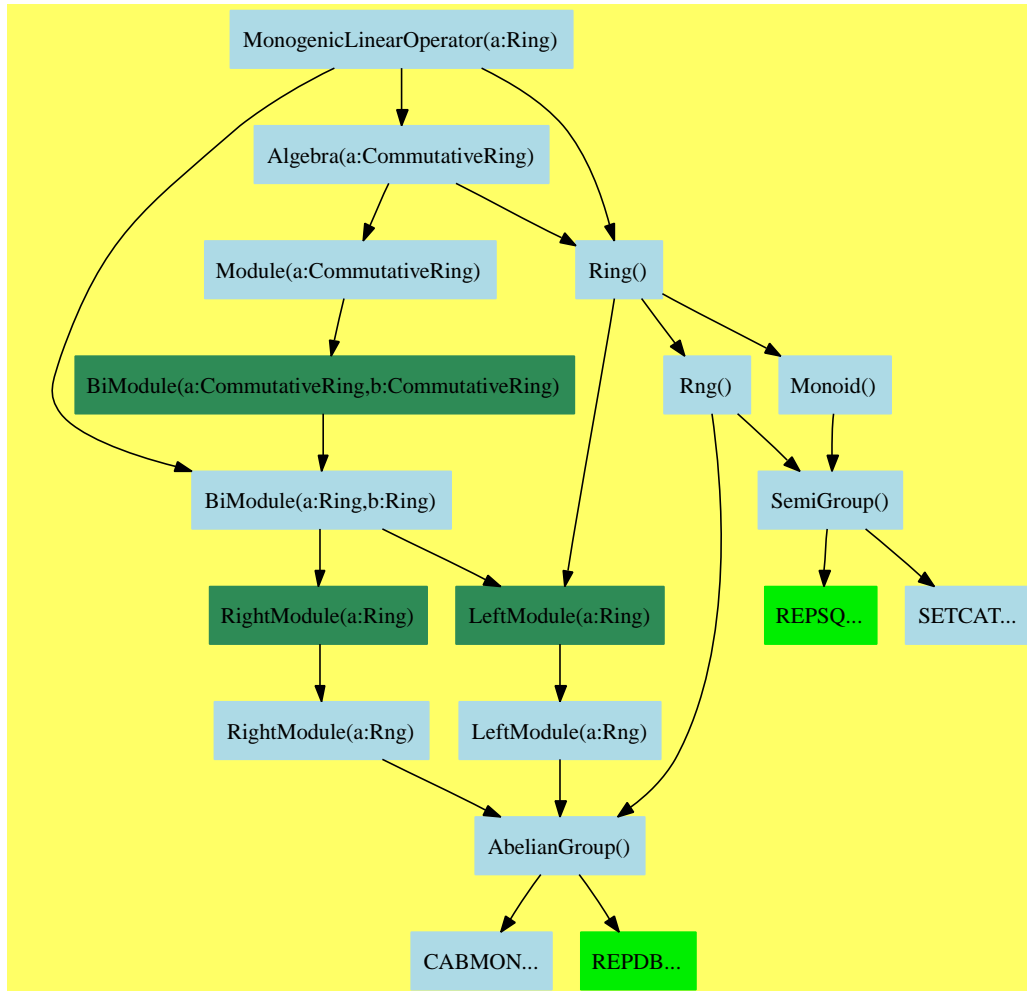 MonogenicLinearOperator(a:Ring)
Algebra(a:CommutativeRing)
Module(a:CommutativeRing)
Ring()
BiModule(a:CommutativeRing,b:CommutativeRing)
Rng()
Monoid()
BiModule(a:Ring,b:Ring)
SemiGroup()
RightModule(a:Ring)
LeftModule(a:Ring)
REPSQ...
SETCAT...
RightModule(a:Rng)
LeftModule(a:Rng)
AbelianGroup()
CABMON...
REPDB...